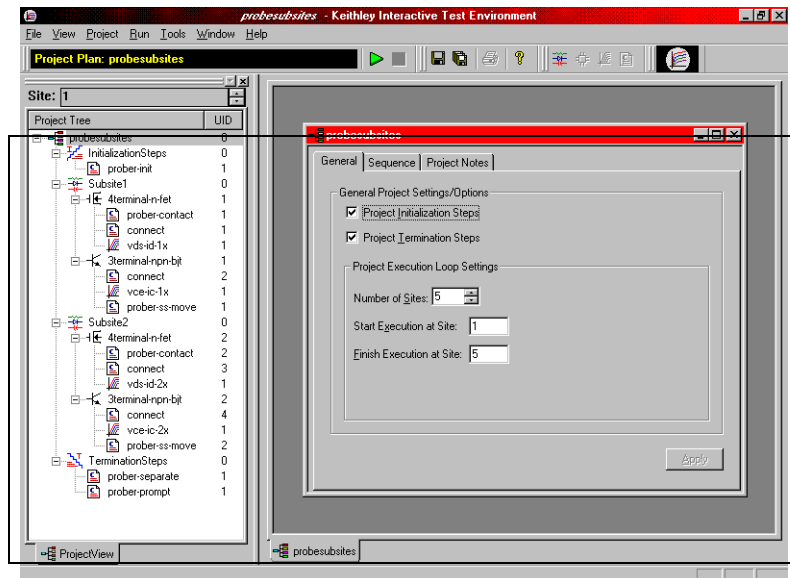 probesubsites - Keithley Interactive Test Environment
File View Project Run Tools Window Help
Project Plan: probesubsites
Site: 1
Project Tree UID
probesubsites 0
InitializationSteps 0
prober-init 1
Subsite1 0
4terminal-n-fet 1
prober-contact 1
connect 1
vds-id-1x 1
3terminal-npn-bjt 1
connect 2
vce-ic-1x 1
prober-ss-move 1
Subsite2 0
4terminal-n-fet 2
prober-contact 2
connect 3
vds-id-2x 1
3terminal-npn-bjt 2
connect 4
vce-ic-2x 1
prober-ss-move 2
TerminationSteps 0
prober-separate 1
prober-prompt 1
ProjectView
probesubsites
General Sequence Project Notes
General Project Settings/Options
Project Initialization Steps
Project Termination Steps
Project Execution Loop Settings
Number of Sites: 5
Start Execution at Site: 1
Finish Execution at Site: 5
Apply
probesubsites